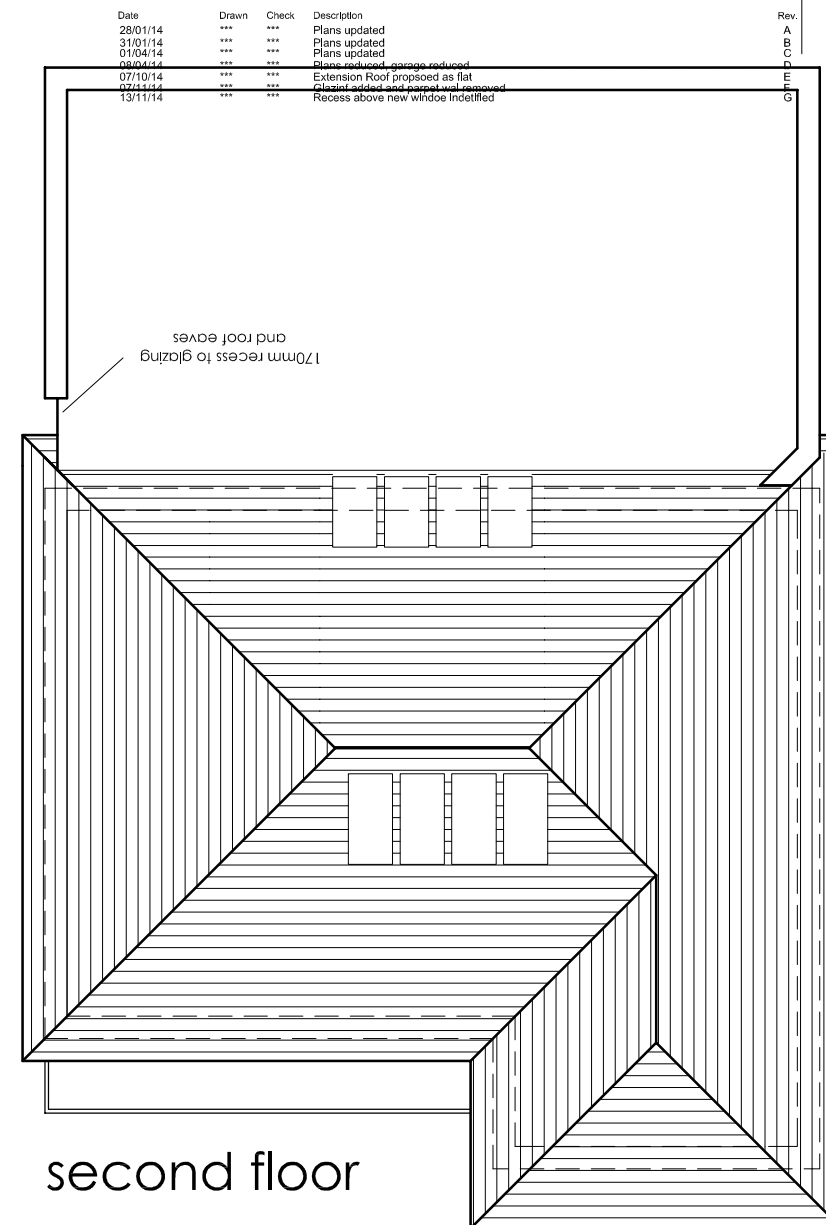 Date Drawn Check Description Rev.
28/01/14 *** *** Plans updated A
31/01/14 *** *** Plans updated B
01/04/14 *** *** Plans updated C
08/04/14 *** *** Plans reduced, garage reduced D
07/10/14 *** *** Extension Roof propsoed as flat E
07/11/14 *** *** Glazinf added and parpet wal removed F
13/11/14 *** *** Recess above new windoe Indetified G
170mm recess to glazing
and roof eaves
second floor